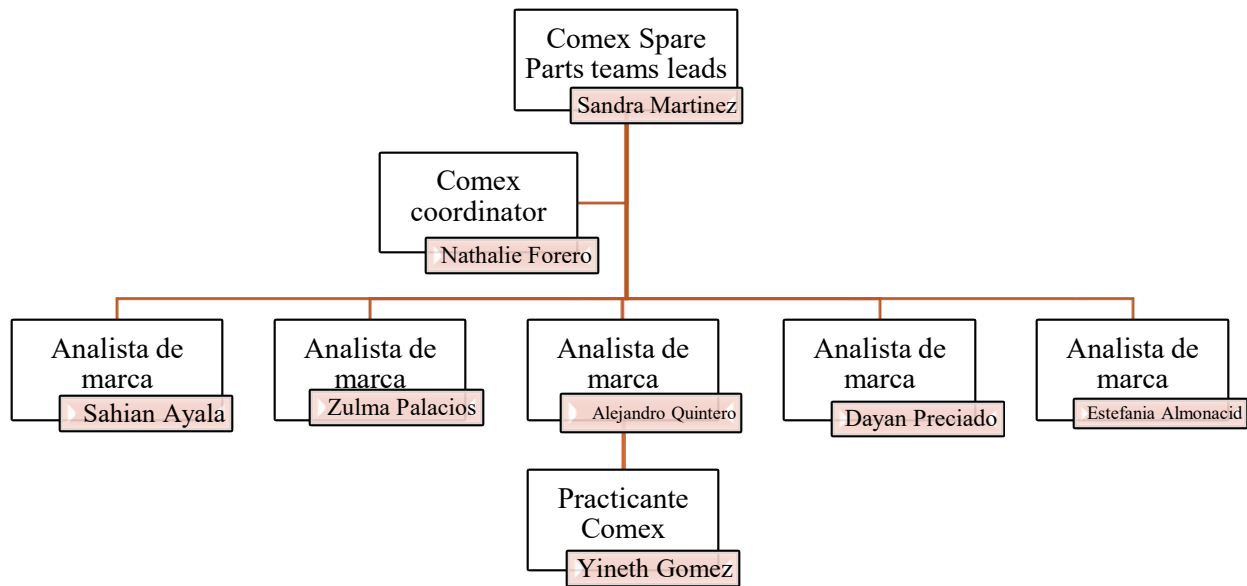 Comex Spare
Parts teams leads
Sandra Martinez
Comex
coordinator
Nathalie Forero
Analista de
marca
Sahian Ayala
Analista de
marca
Zulma Palacios
Analista de
marca
Alejandro Quintero
Analista de
marca
Dayan Preciado
Analista de
marca
Estefania Almonacid
Practicante
Comex
Yineth Gomez